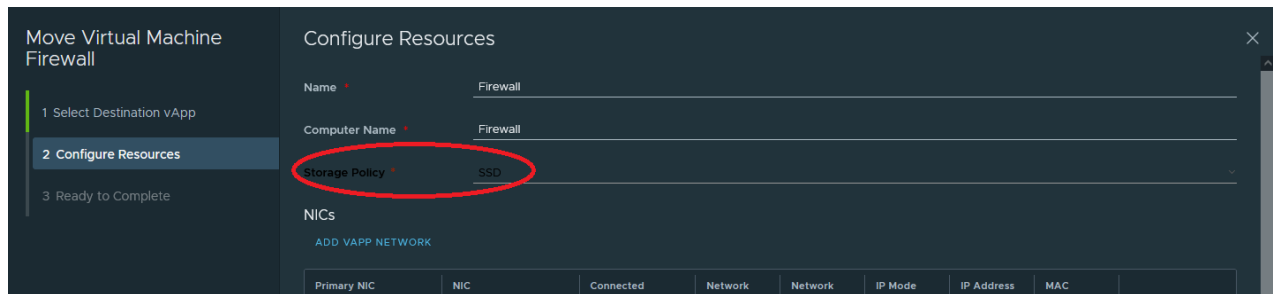 Move Virtual Machine
Firewall
1 Select Destination vApp
2 Configure Resources
3 Ready to Complete
Configure Resources
Name * Firewall
Computer Name * Firewall
Storage Policy * SSD
NICs
ADD VAPP NETWORK
Primary NIC NIC Connected Network Network IP Mode IP Address MAC